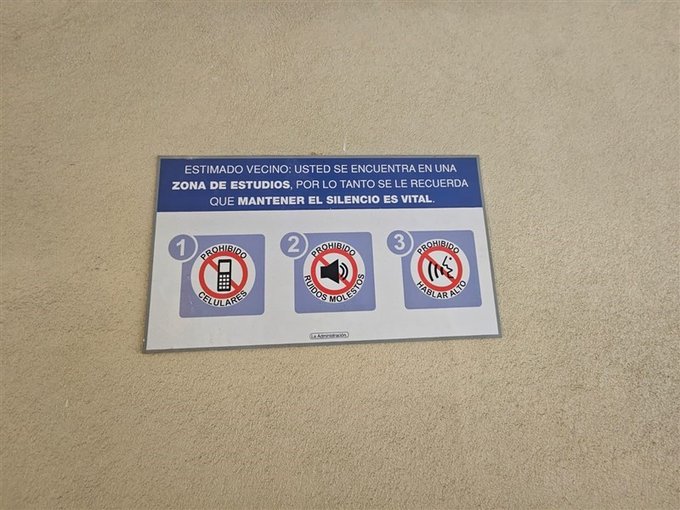 ESTIMADO VECINO: USTED SE ENCUENTRA EN UNA
ZONA DE ESTUDIOS, POR LO TANTO SE LE RECUERDA
QUE MANTENER EL SILENCIO ES VITAL.
1
PROHIBIDO
CELULARES
2
PROHIBIDO
RUIDOS MOLESTOS
3
PROHIBIDO
HABLAR ALTO
La Administración